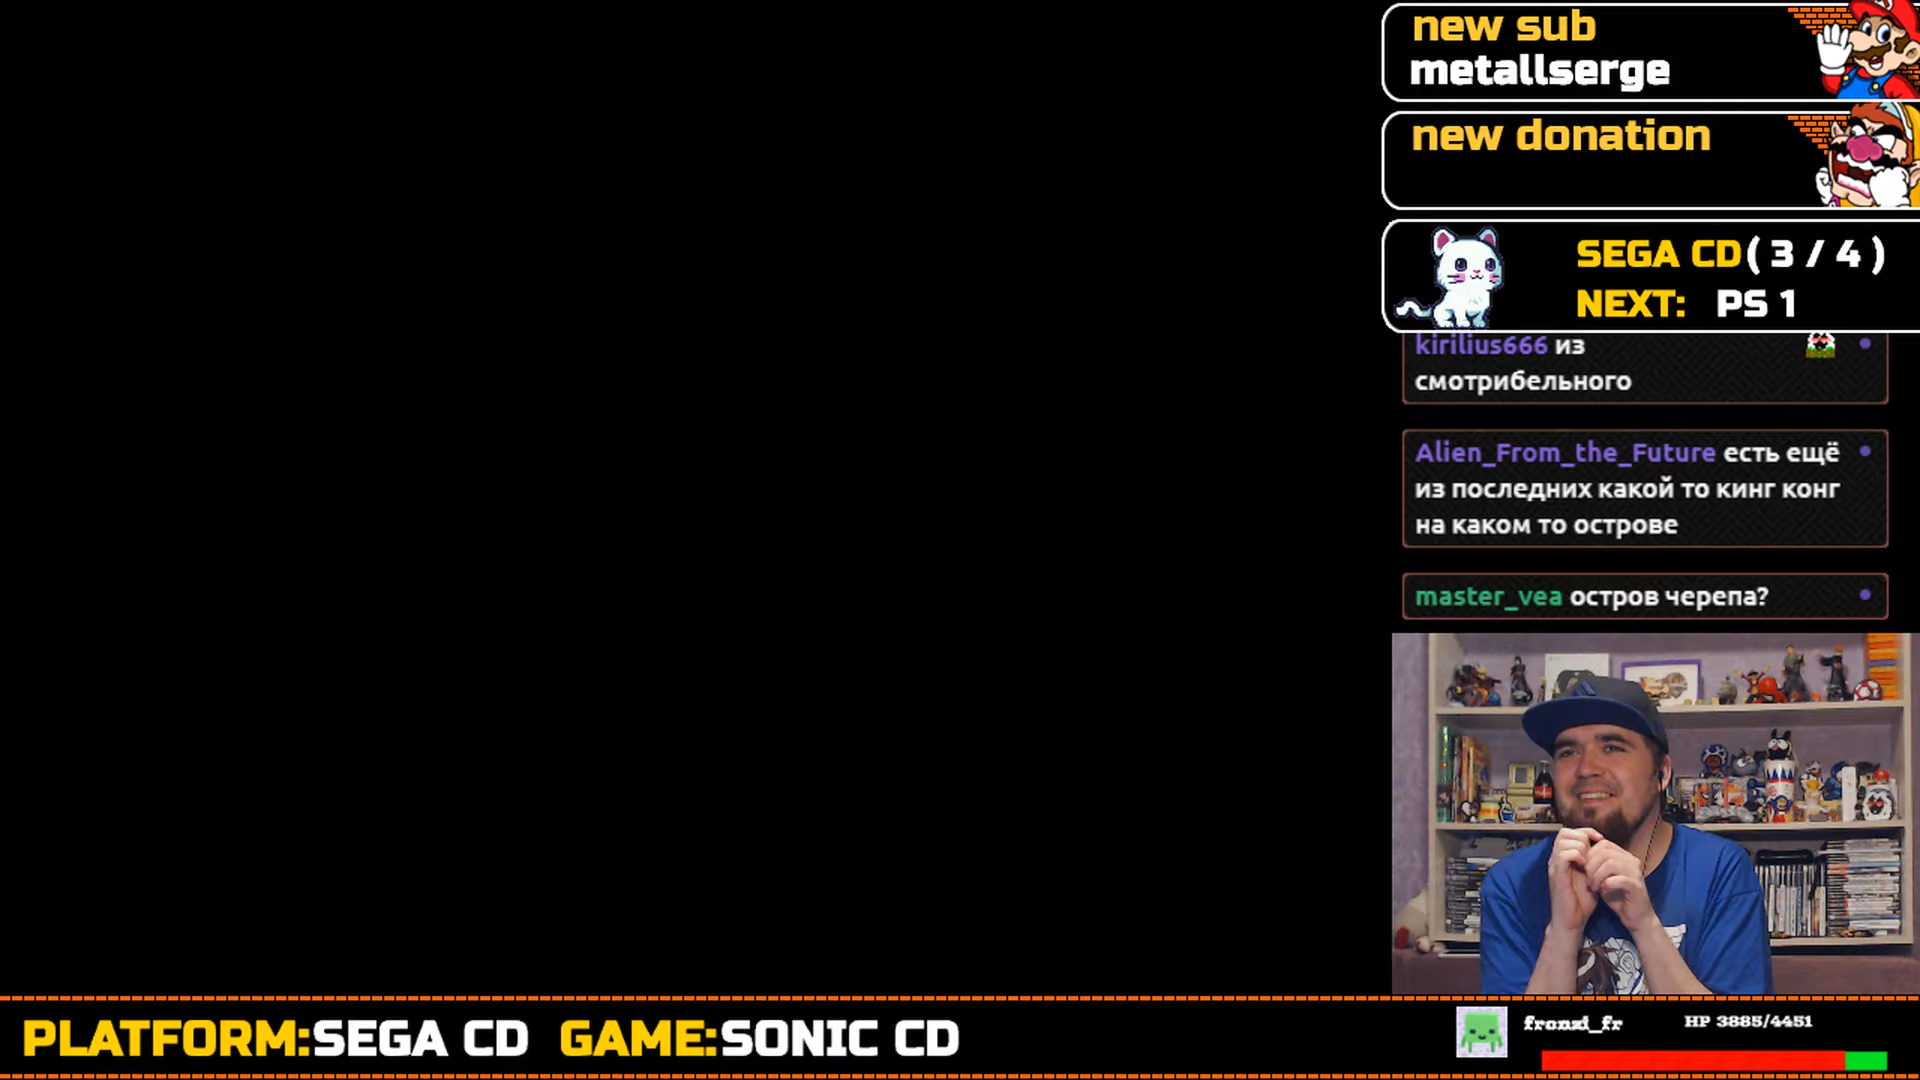 new sub
metallserge
new donation
SEGA CD ( 3 / 4 )
NEXT: PS 1
kirilius666 из
смотрибельного
Alien_From_the_Future есть ещё
из последних какой то кинг конг
на каком то острове
master_vea остров черепа?
PLATFORM:SEGA CD GAME:SONIC CD
fronzi_fr HP 3885/4451